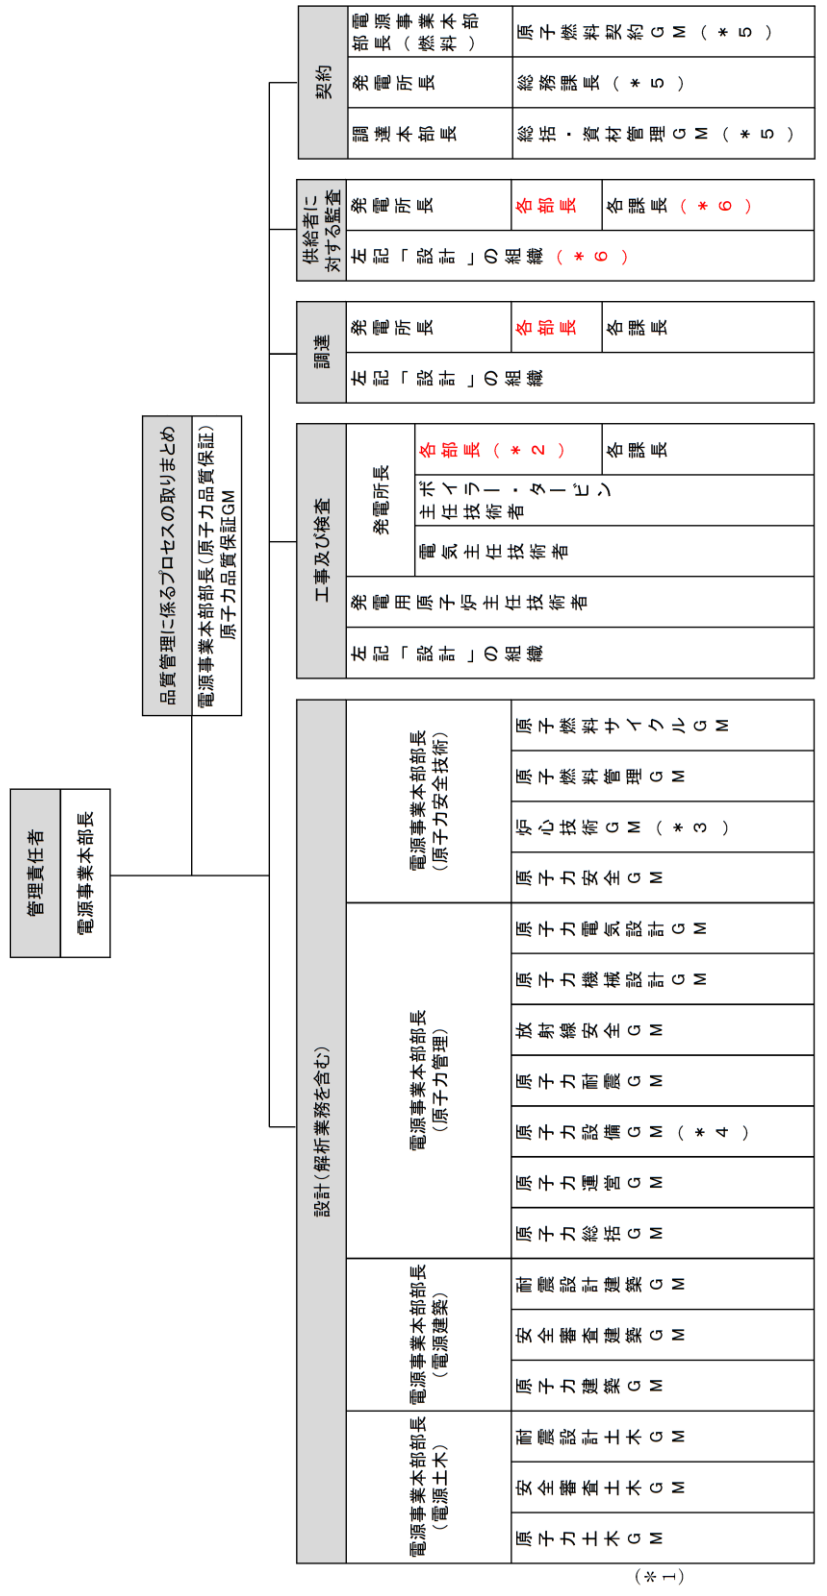 管理責任者
電源事業本部長
品質管理に係るプロセスの取りまとめ
電源事業本部部長(原子力品質保証)
原子力品質保証GM
設計(解析業務を含む)
電源事業本部部長
(電源土木)
原子力土木GM
安全審査土木GM
耐震設計土木GM
電源事業本部部長
(電源建築)
原子力建築GM
安全審査建築GM
耐震設計建築GM
電源事業本部部長
(原子力管理)
原子力総括GM
原子力運営GM
原子力設備GM(*4)
原子力耐震GM
放射線安全GM
原子力機械設計GM
原子力電気設計GM
電源事業本部部長
(原子力安全技術)
原子力安全GM
炉心技術GM(*3)
原子燃料管理GM
原子燃料サイクルGM
(*1)
工事及び検査
左記「設計」の組織
発電用原子炉主任技術者
発電所長
電気主任技術者
ボイラー・タービン
主任技術者
各部長(*2)
各課長
調達
左記「設計」の組織
発電所長
各部長
各課長
供給者に
対する監査
左記「設計」の組織(*6)
発電所長
各部長
各課長(*6)
契約
調達本部長
総括・資材管理GM(*5)
発電所長
総務課長(*5)
電源事業本部
部長(燃料)
原子燃料契約GM(*5)